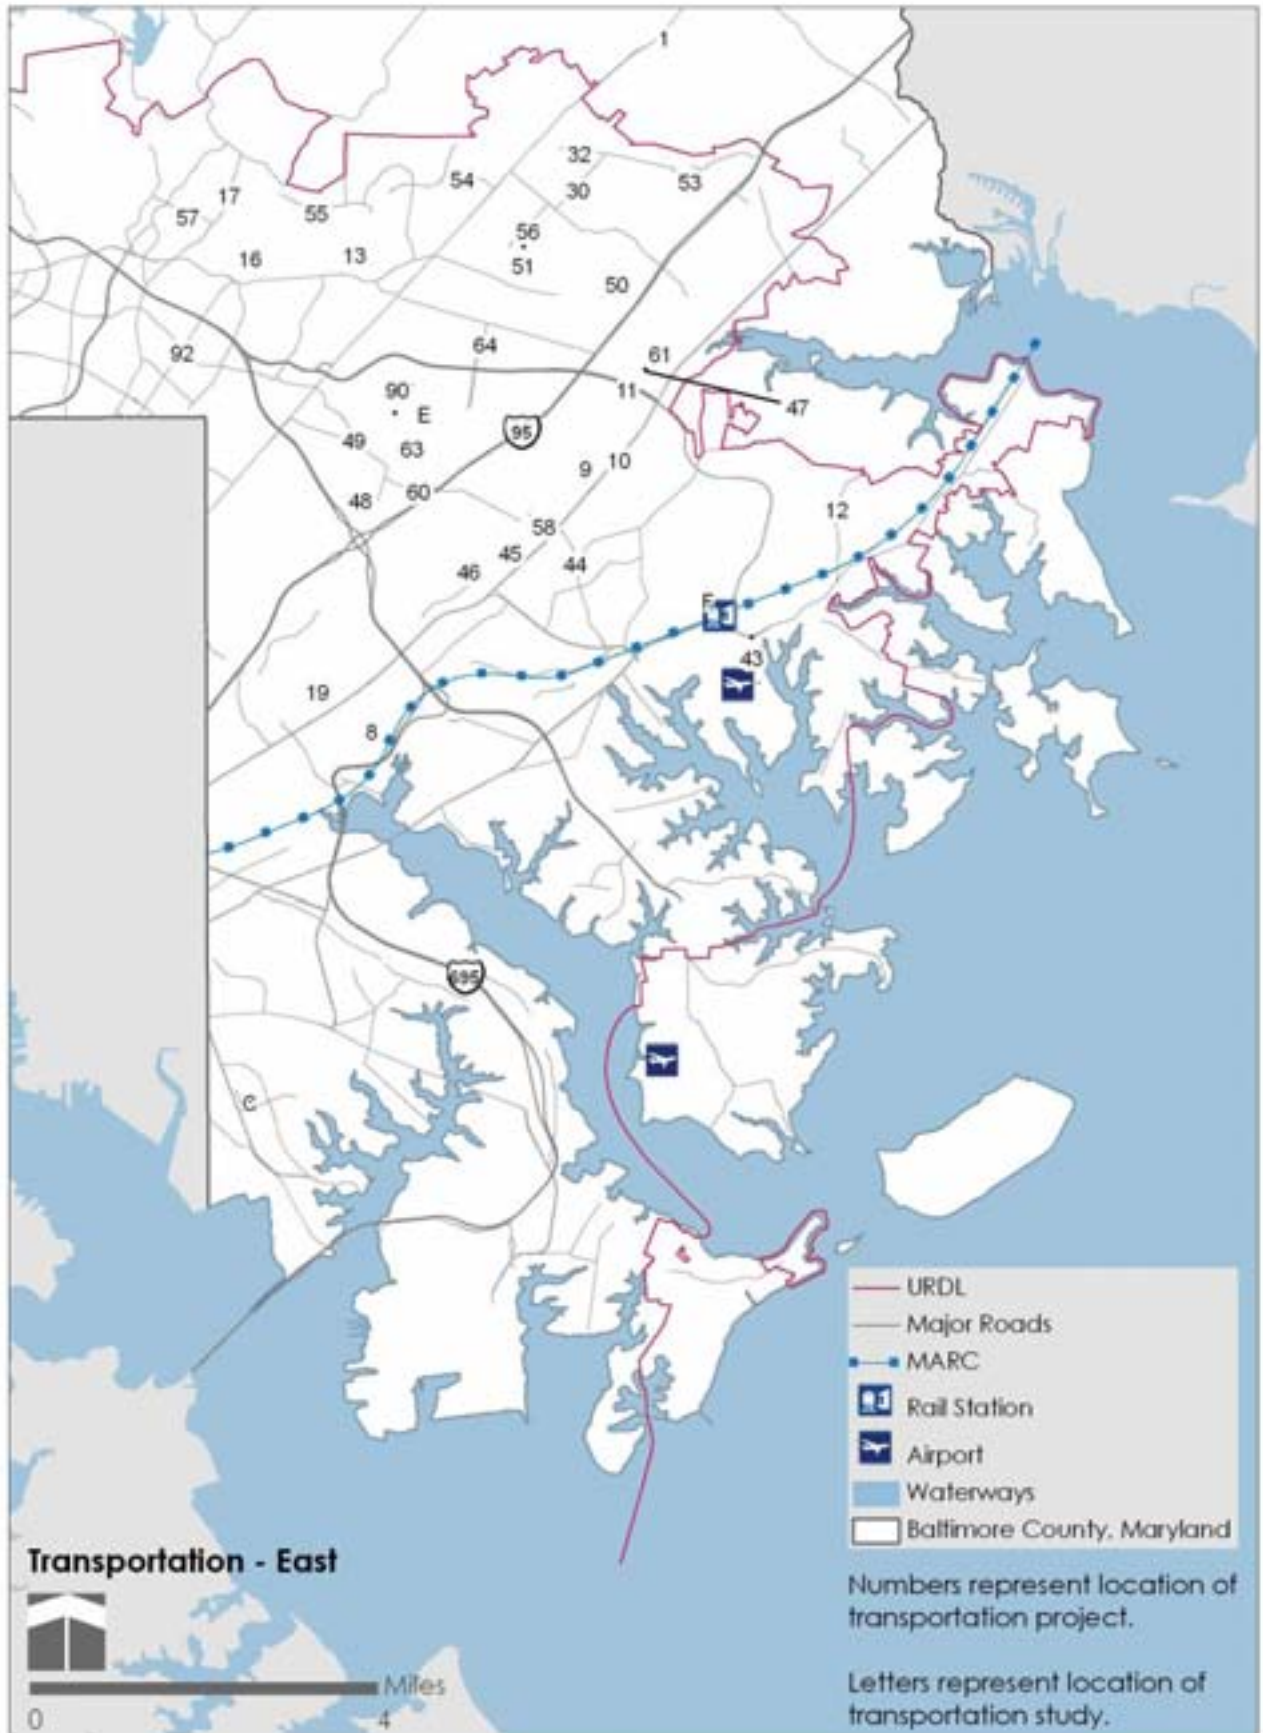 1
32
54
53
30
17
55
57
56
16
13
51
50
64
61
92
11
90
47
E
95
49
63
9
10
60
48
12
58
45
46
44
F
43
19
8
695
C
URDL
Major Roads
MARC
Rail Station
Airport
Waterways
Baltimore County, Maryland
Transportation - East
Numbers represent location of
transportation project.
Miles
0 4
Letters represent location of
transportation study.